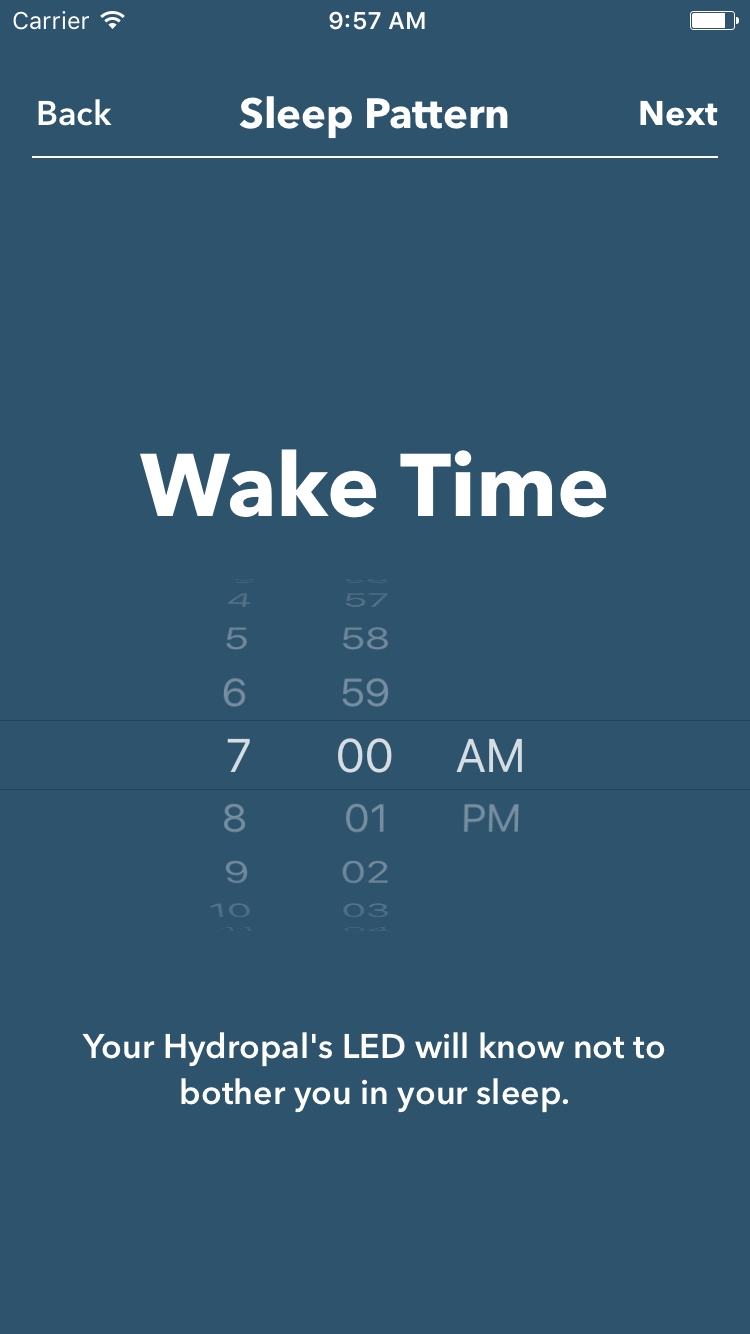 Carrier 9:57 AM
Back Sleep Pattern Next
Wake Time
4 57
5 58
6 59
7 00 AM
8 01 PM
9 02
10 03
11 04
Your Hydropal's LED will know not to
bother you in your sleep.